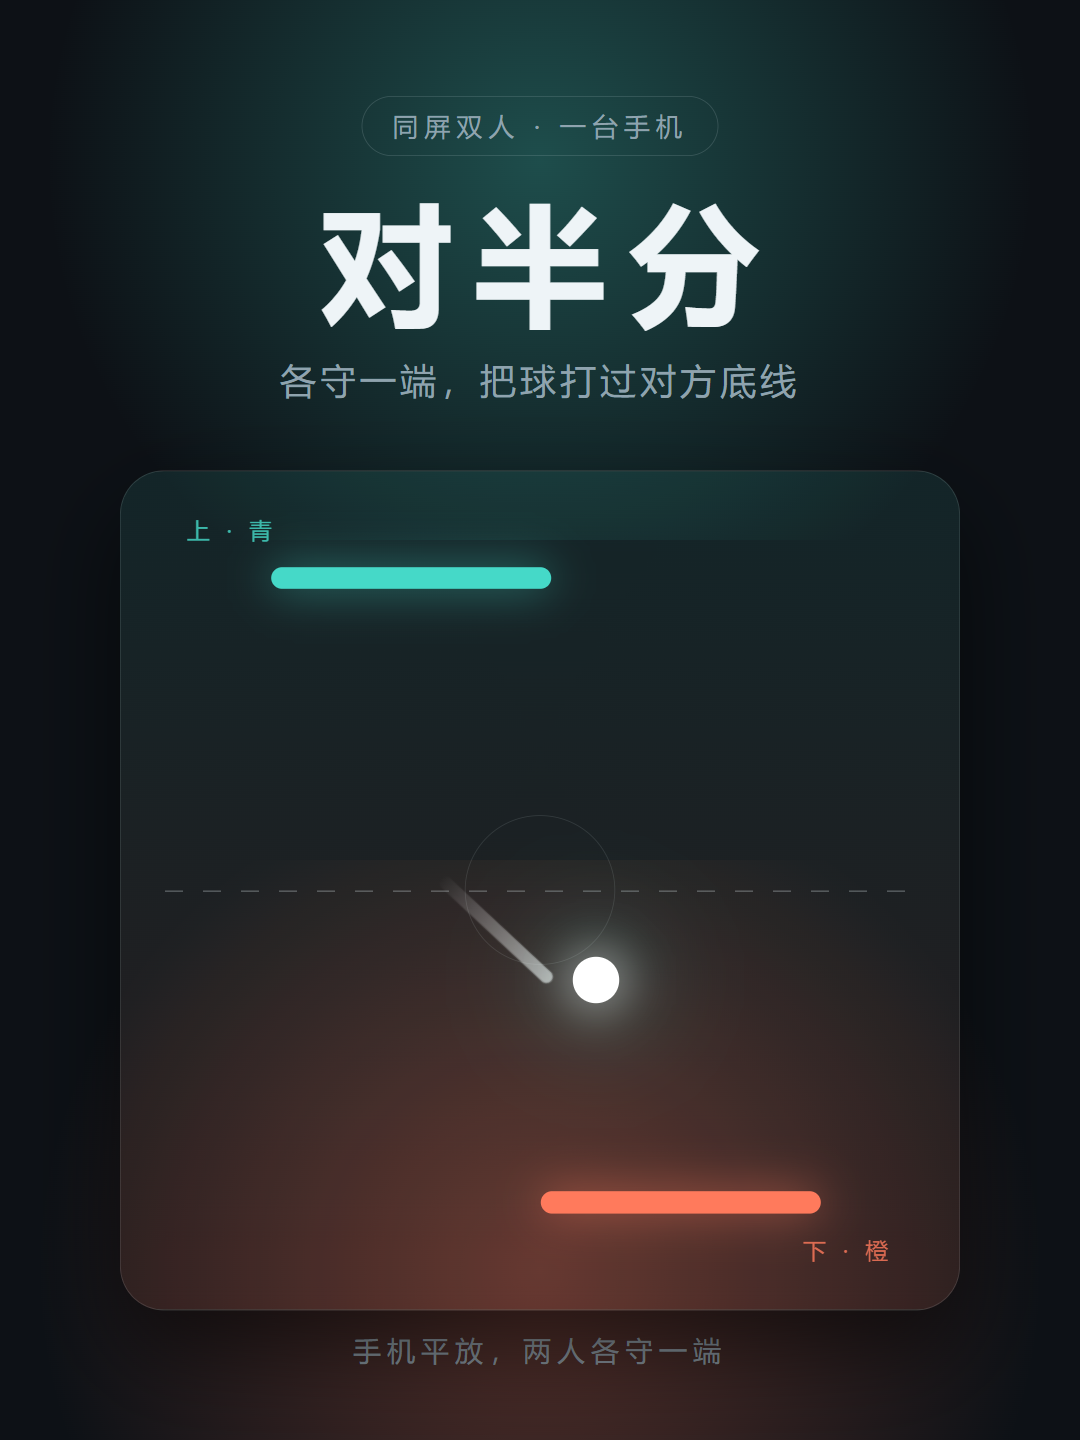 同屏双人 · 一台手机
对半分
各守一端，把球打过对方底线
上 · 青
下 · 橙
手机平放，两人各守一端